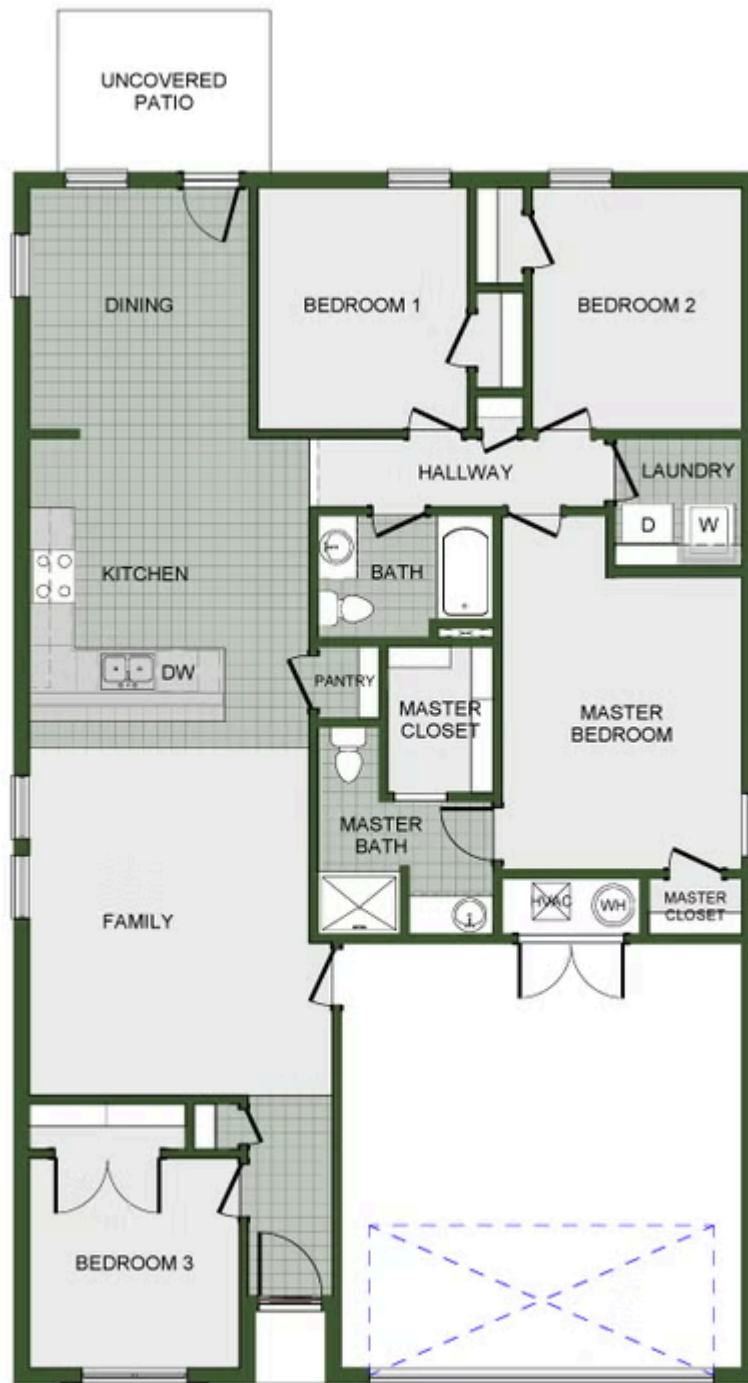 UNCOVERED
PATIO
DINING
BEDROOM 1
BEDROOM 2
HALLWAY
LAUNDRY
D
W
KITCHEN
BATH
DW
PANTRY
MASTER
CLOSET
MASTER
BEDROOM
MASTER
BATH
FAMILY
HVAC
WH
MASTER
CLOSET
BEDROOM 3